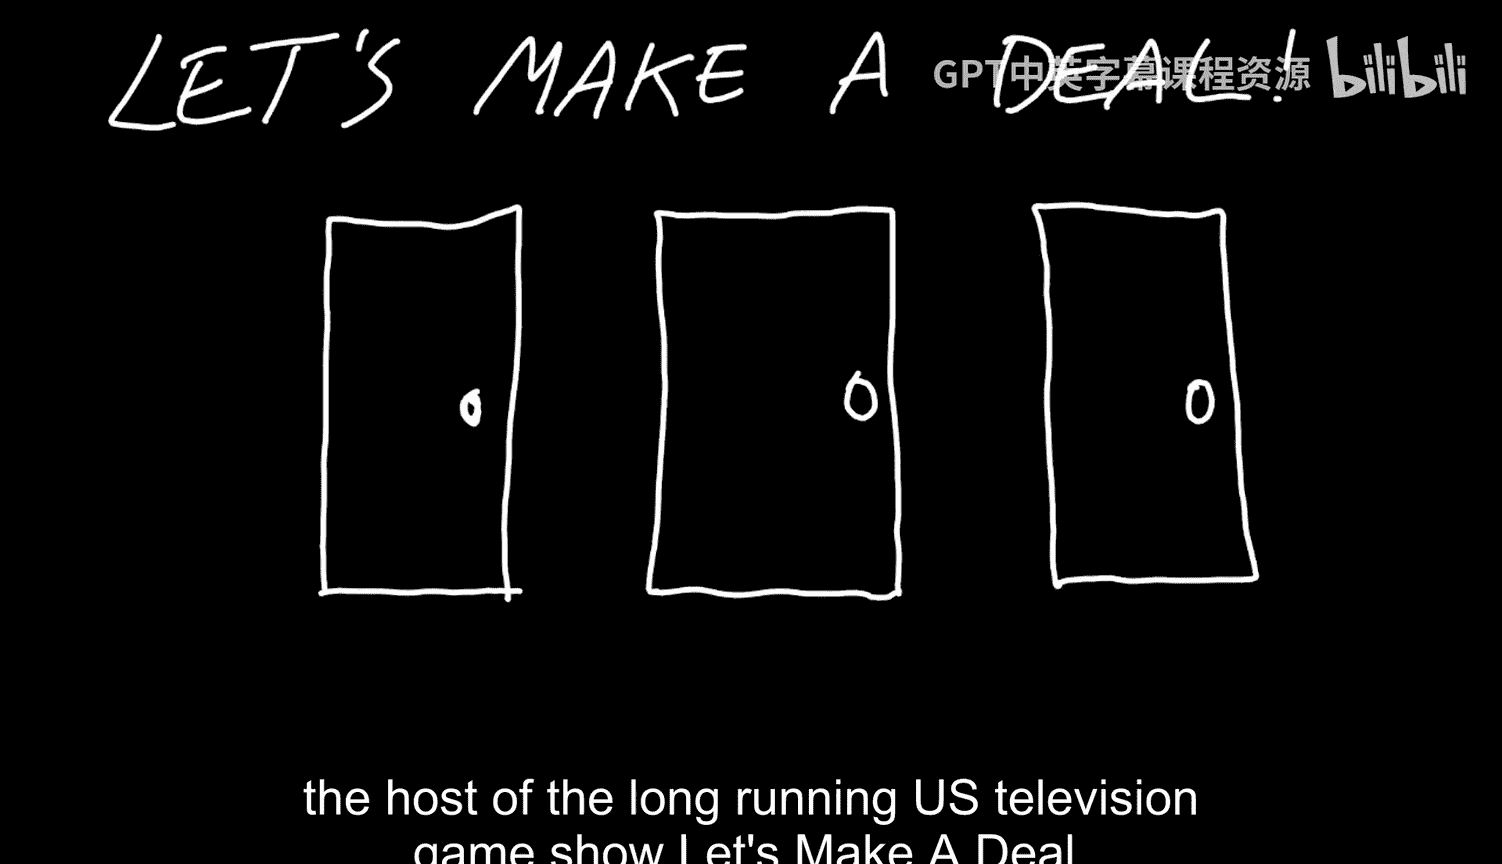 LET'S MAKE A DEAL!
GPT中英字幕课程资源 bilibili
the host of the long running US television
game show Let's Make A Deal